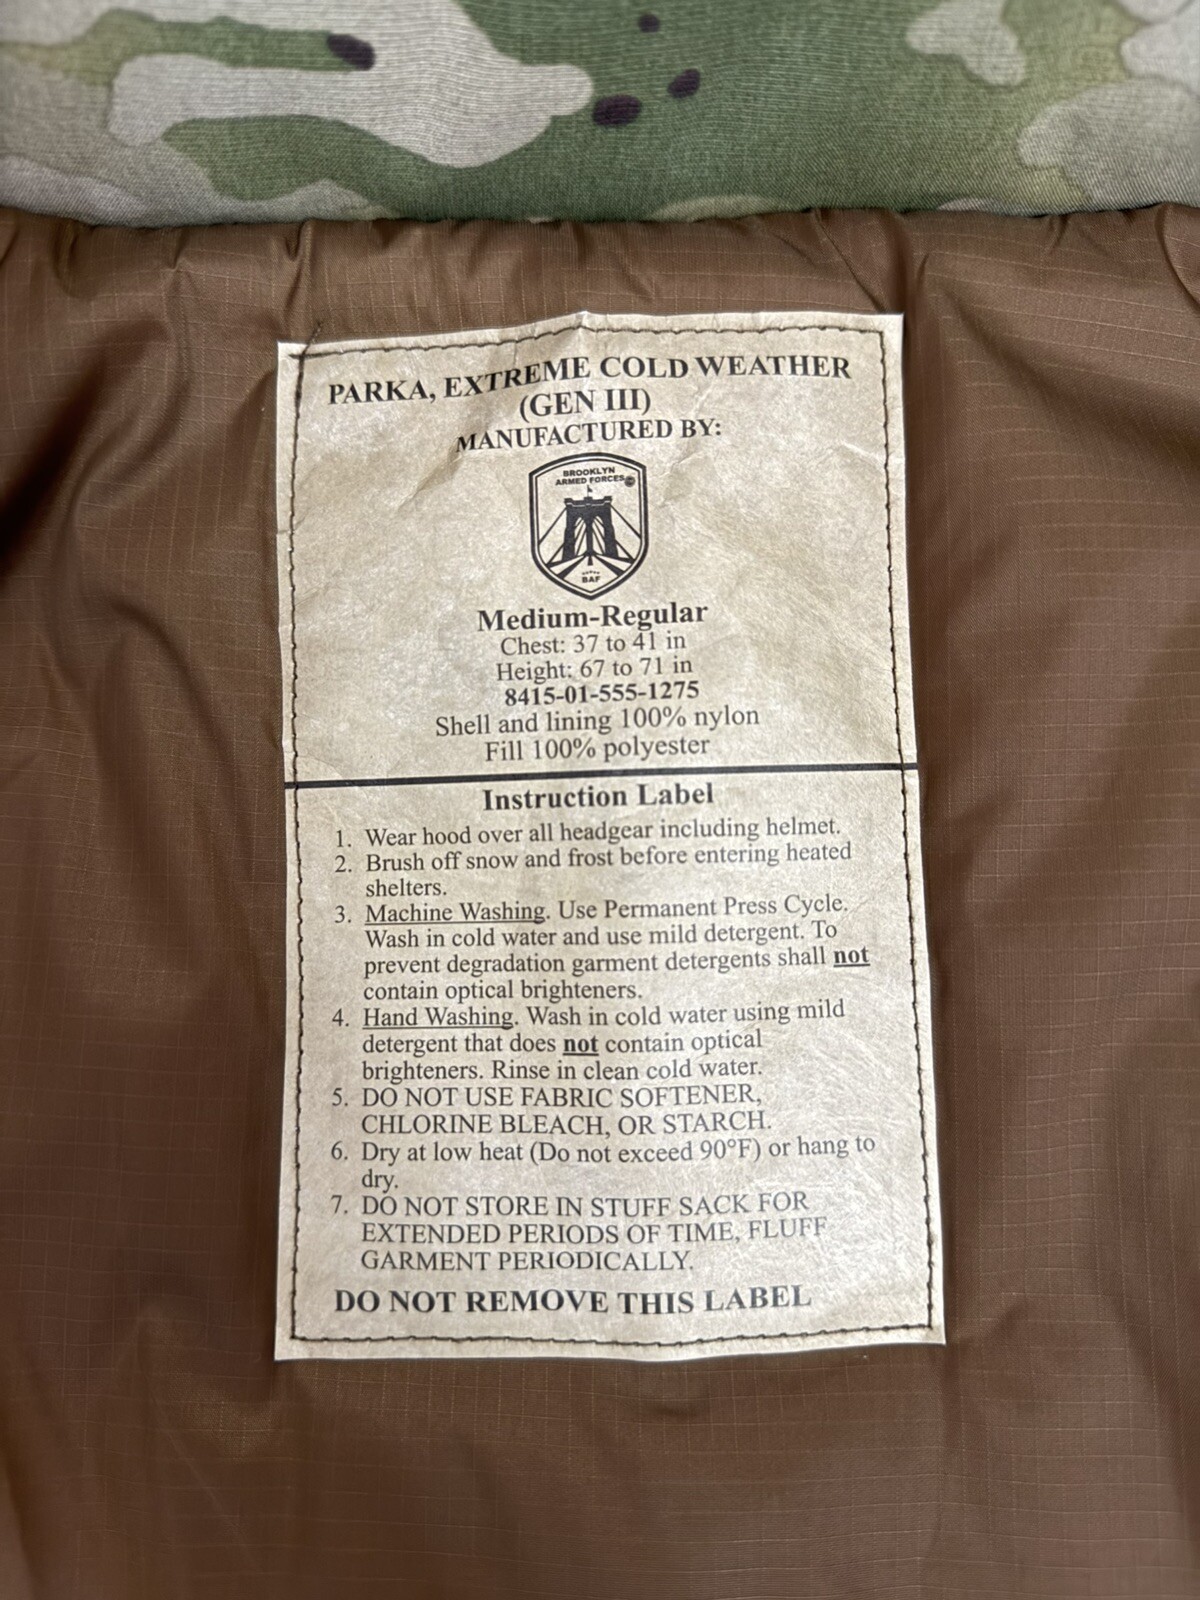 PARKA, EXTREME COLD WEATHER
(GEN III)
MANUFACTURED BY:
BROOKLYN
ARMED FORCES
BAF
Medium-Regular
Chest: 37 to 41 in
Height: 67 to 71 in
8415-01-555-1275
Shell and lining 100% nylon
Fill 100% polyester
Instruction Label
1. Wear hood over all headgear including helmet.
2. Brush off snow and frost before entering heated
shelters.
3. Machine Washing. Use Permanent Press Cycle.
Wash in cold water and use mild detergent. To
prevent degradation garment detergents shall not
contain optical brighteners.
4. Hand Washing. Wash in cold water using mild
detergent that does not contain optical
brighteners. Rinse in clean cold water.
5. DO NOT USE FABRIC SOFTENER,
CHLORINE BLEACH, OR STARCH.
6. Dry at low heat (Do not exceed 90°F) or hang to
dry.
7. DO NOT STORE IN STUFF SACK FOR
EXTENDED PERIODS OF TIME, FLUFF
GARMENT PERIODICALLY.
DO NOT REMOVE THIS LABEL